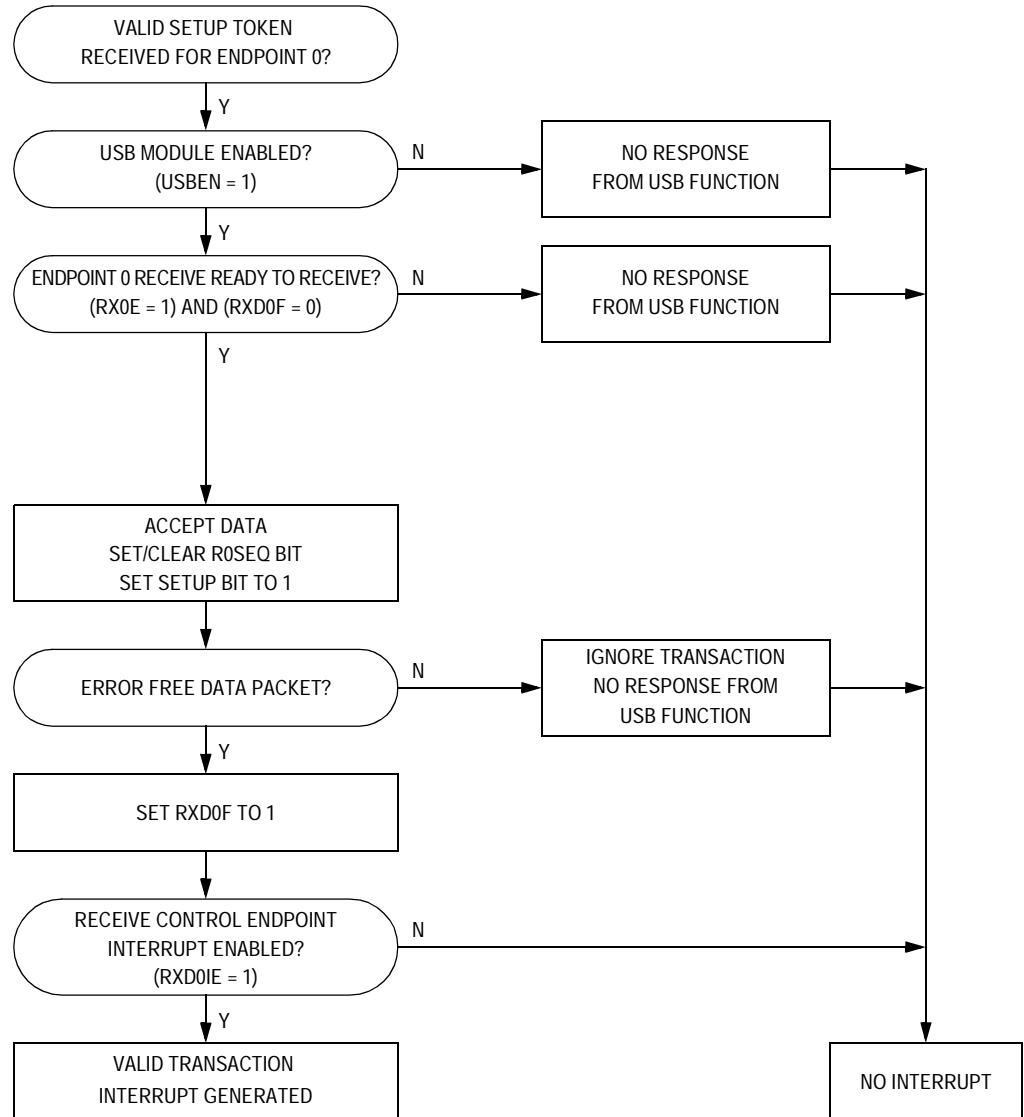 VALID SETUP TOKEN
RECEIVED FOR ENDPOINT 0?
Y
USB MODULE ENABLED?
(USBEN = 1)
N
NO RESPONSE
FROM USB FUNCTION
Y
ENDPOINT 0 RECEIVE READY TO RECEIVE?
(RX0E = 1) AND (RXD0F = 0)
N
NO RESPONSE
FROM USB FUNCTION
Y
ACCEPT DATA
SET/CLEAR R0SEQ BIT
SET SETUP BIT TO 1
ERROR FREE DATA PACKET?
N
IGNORE TRANSACTION
NO RESPONSE FROM
USB FUNCTION
Y
SET RXD0F TO 1
RECEIVE CONTROL ENDPOINT
INTERRUPT ENABLED?
(RXD0IE = 1)
N
Y
VALID TRANSACTION
INTERRUPT GENERATED
NO INTERRUPT